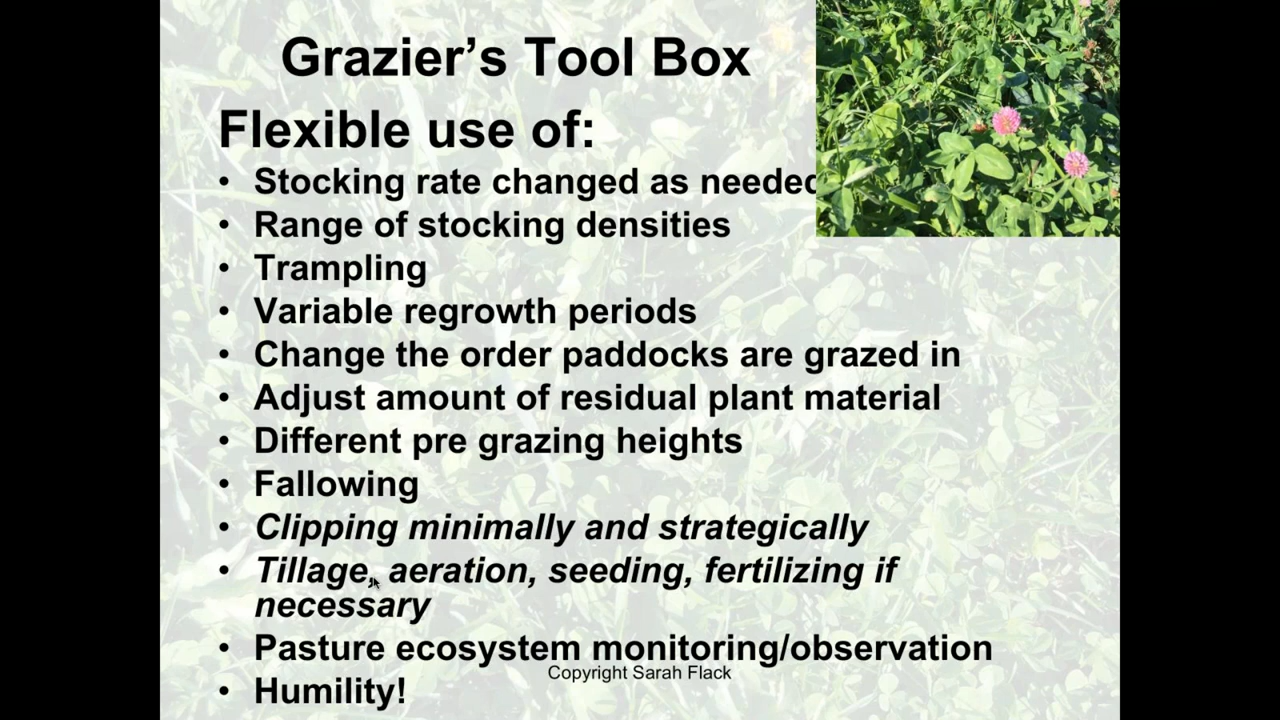 Grazier's Tool Box
Flexible use of:
• Stocking rate changed as needed
• Range of stocking densities
• Trampling
• Variable regrowth periods
• Change the order paddocks are grazed in
• Adjust amount of residual plant material
• Different pre grazing heights
• Fallowing
• Clipping minimally and strategically
• Tillage, aeration, seeding, fertilizing if
necessary
• Pasture ecosystem monitoring/observation
Copyright Sarah Flack
• Humility!